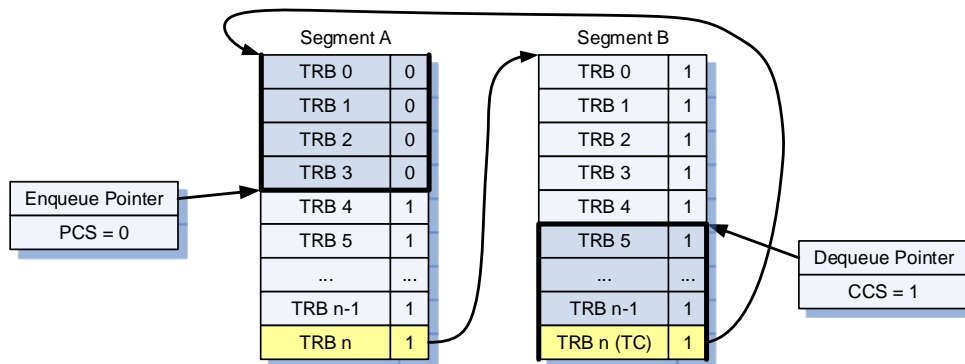 Segment A
TRB 0 0
TRB 1 0
TRB 2 0
TRB 3 0
TRB 4 1
TRB 5 1
... ...
TRB n-1 1
TRB n 1
Segment B
TRB 0 1
TRB 1 1
TRB 2 1
TRB 3 1
TRB 4 1
TRB 5 1
... ...
TRB n-1 1
TRB n (TC) 1
Enqueue Pointer
PCS = 0
Dequeue Pointer
CCS = 1